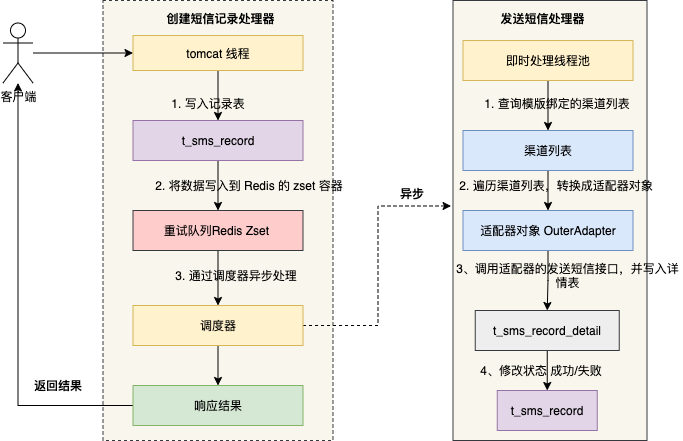 创建短信记录处理器
tomcat 线程
1. 写入记录表
t_sms_record
2. 将数据写入到 Redis 的 zset 容器
重试队列Redis Zset
3. 通过调度器异步处理
调度器
响应结果
客户端
返回结果
异步
发送短信处理器
即时处理线程池
1. 查询模版绑定的渠道列表
渠道列表
2. 遍历渠道列表，转换成适配器对象
适配器对象 OuterAdapter
3、调用适配器的发送短信接口，并写入详
情表
t_sms_record_detail
4、修改状态 成功/失败
t_sms_record